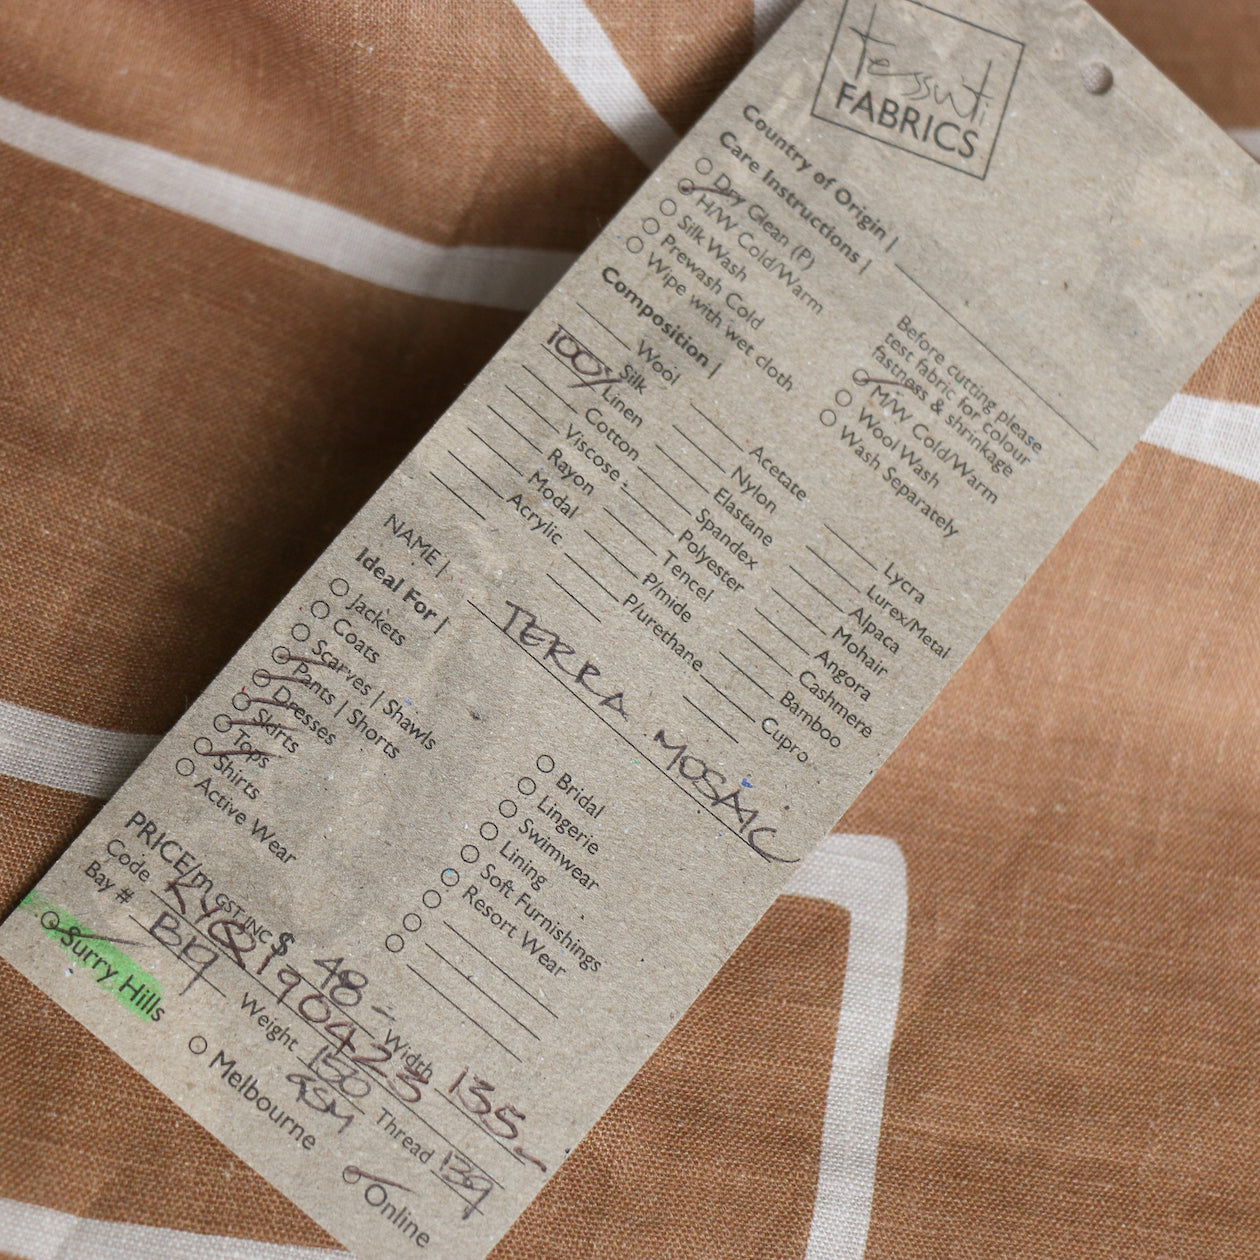 tessuti
FABRICS
Country of Origin |
Care Instructions |
Dry Clean (P)
H/W Cold/Warm
Silk Wash
Prewash Cold
Wipe with wet cloth
Before cutting please
test fabric for colour
fastness & shrinkage
M/W Cold/Warm
Wool Wash
Wash Separately
Composition |
Wool
Silk
100% Linen
Cotton
Viscose
Rayon
Modal
Acrylic
Acetate
Nylon
Elastane
Spandex
Polyester
Tencel
P/mide
P/urethane
Lycra
Lurex/Metal
Alpaca
Mohair
Angora
Cashmere
Bamboo
Cupro
NAME | TERRA MOSAIC
Ideal For |
Jackets
Coats
Scarves | Shawls
Pants | Shorts
Dresses
Skirts
Tops
Shirts
Active Wear
Bridal
Lingerie
Swimwear
Lining
Soft Furnishings
Resort Wear
PRICE/m GST INC $ 48- Width 135
Code KYQ190423
Bay # B19 Weight 150 GSM Thread 139
Surry Hills
Melbourne
Online